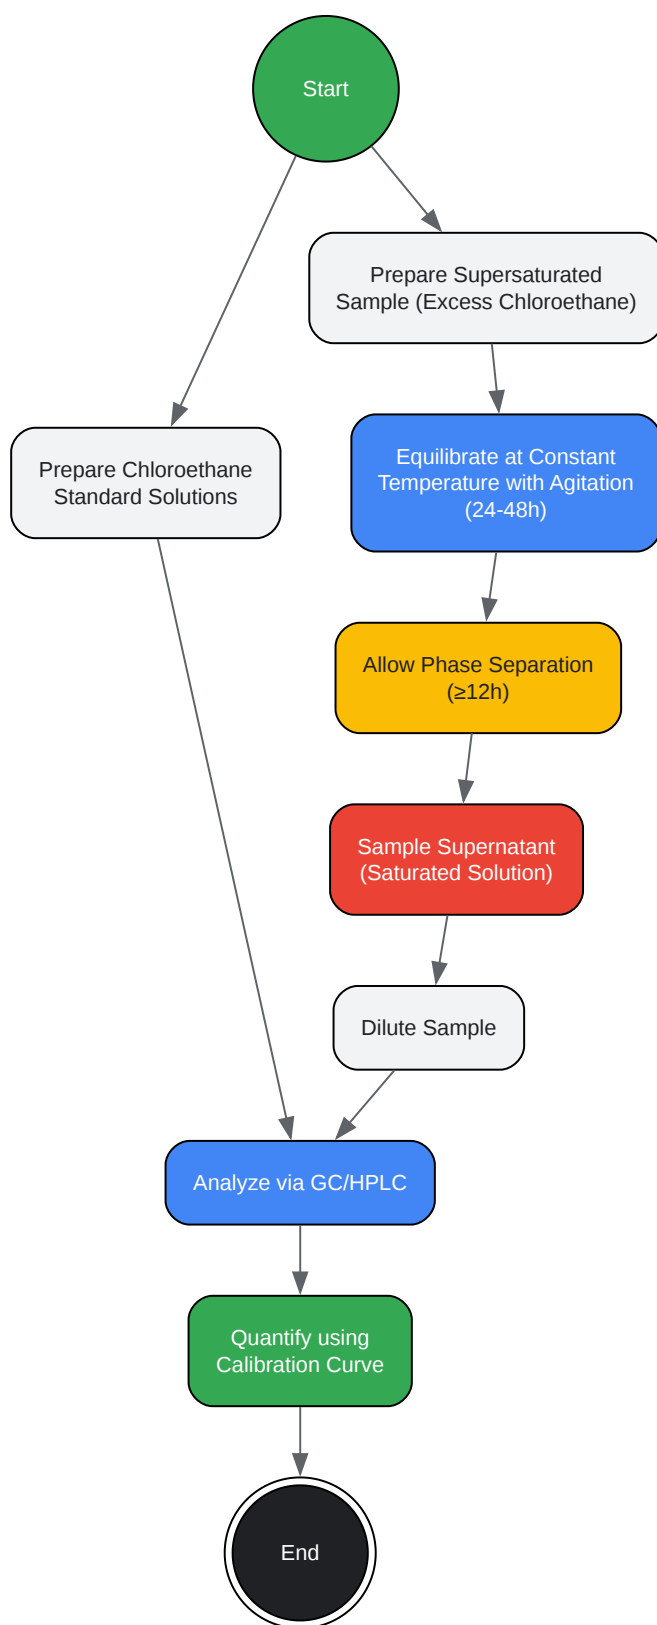 Start
Prepare Supersaturated
Sample (Excess Chloroethane)
Equilibrate at Constant
Temperature with Agitation
(24-48h)
Prepare Chloroethane
Standard Solutions
Allow Phase Separation
(≥12h)
Sample Supernatant
(Saturated Solution)
Dilute Sample
Analyze via GC/HPLC
Quantify using
Calibration Curve
End